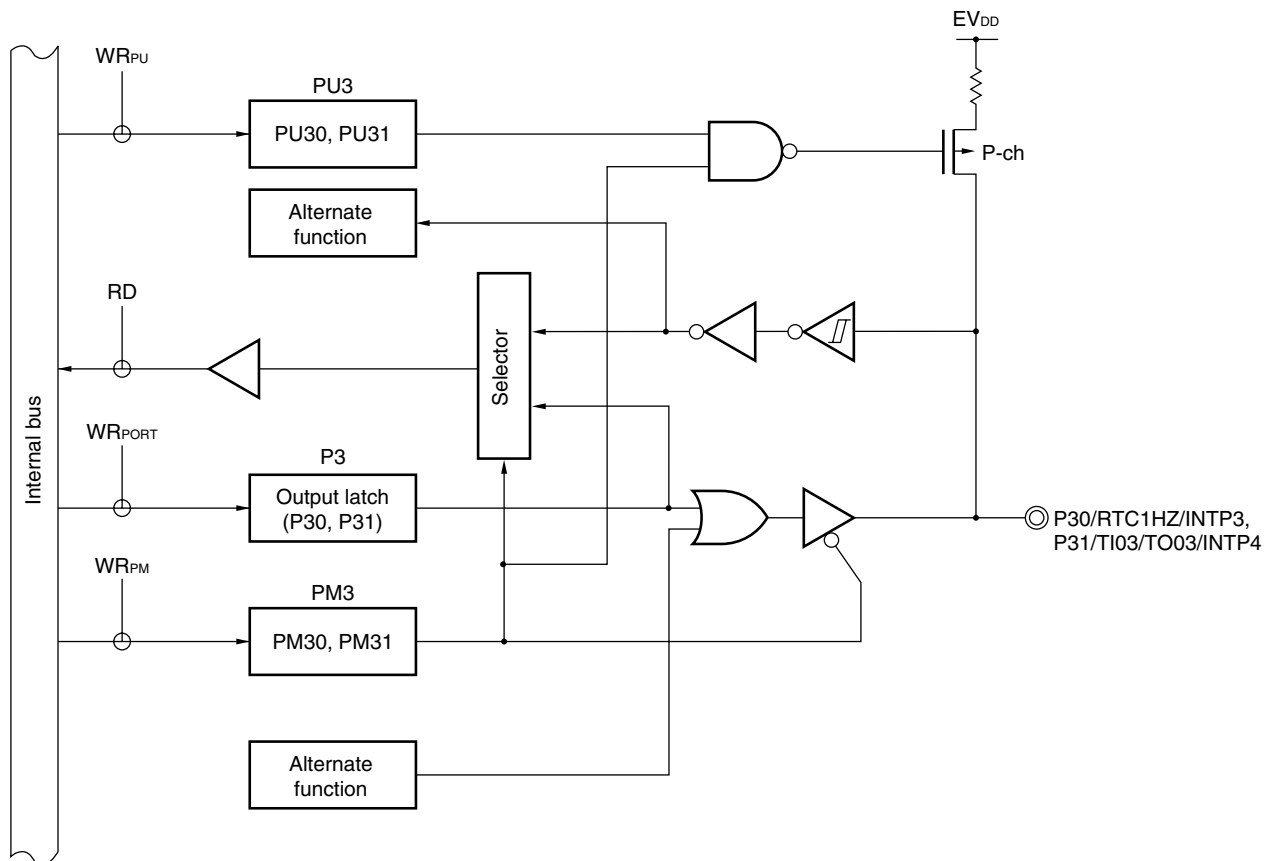 EVDD
WRPU
PU3
PU30, PU31
P-ch
Alternate
function
RD
Selector
Internal bus
WRPORT
P3
Output latch
(P30, P31)
P30/RTC1HZ/INTP3,
P31/TI03/TO03/INTP4
WRPM
PM3
PM30, PM31
Alternate
function